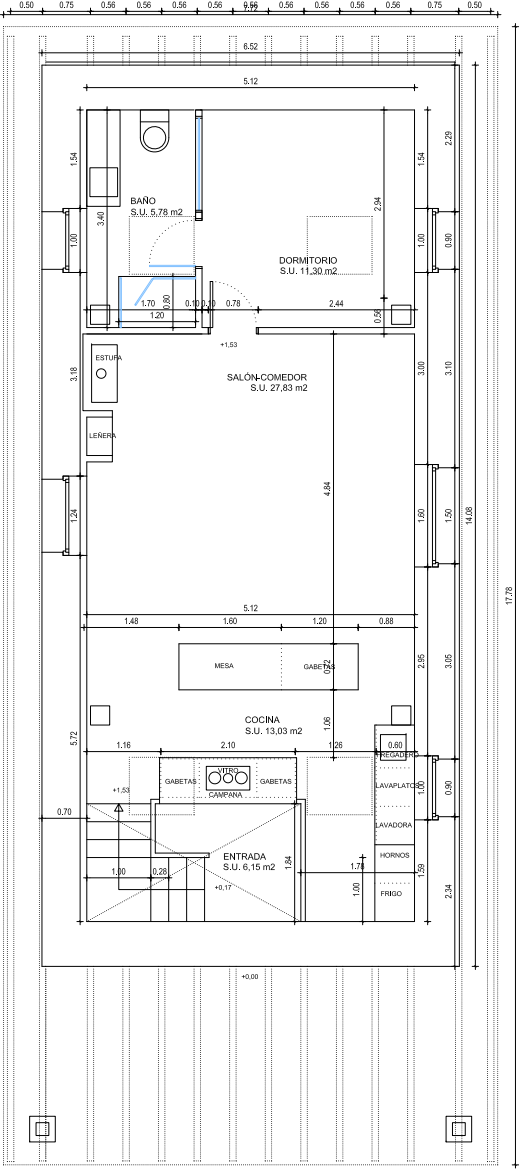 0.50 0.75 0.56 0.56 0.56 0.56 0.56 0.56 0.56 0.56 0.56 0.75 0.50
7.12
6.52
5.12
2.29
1.54
1.54
BAÑO
S.U. 5,78 m2
3.40
2.94
1.00
1.00
0.90
DORMITORIO
S.U. 11,30 m2
1.70 0.80 0.10 0.10 0.78 2.44
0.56
1.20
+1,53
ESTUFA
3.18
SALÓN-COMEDOR
S.U. 27,83 m2
3.00
3.10
LEÑERA
4.84
1.24
1.60
1.50
14.08
17.78
5.12
1.48 1.60 1.20 0.88
MESA
GABETAS
0.72
2.95
3.05
COCINA
S.U. 13,03 m2
1.06
5.72
1.16 2.10 1.26 0.60
FREGADERO
GABETAS
VITRO
GABETAS
CAMPANA
LAVAPLATOS
1.00
0.90
+1,53
0.70
LAVADORA
ENTRADA
S.U. 6,15 m2
1.84
HORNOS
1.78
1.59
1.00 0.28
+0,17
1.00
FRIGO
2.34
+0,00